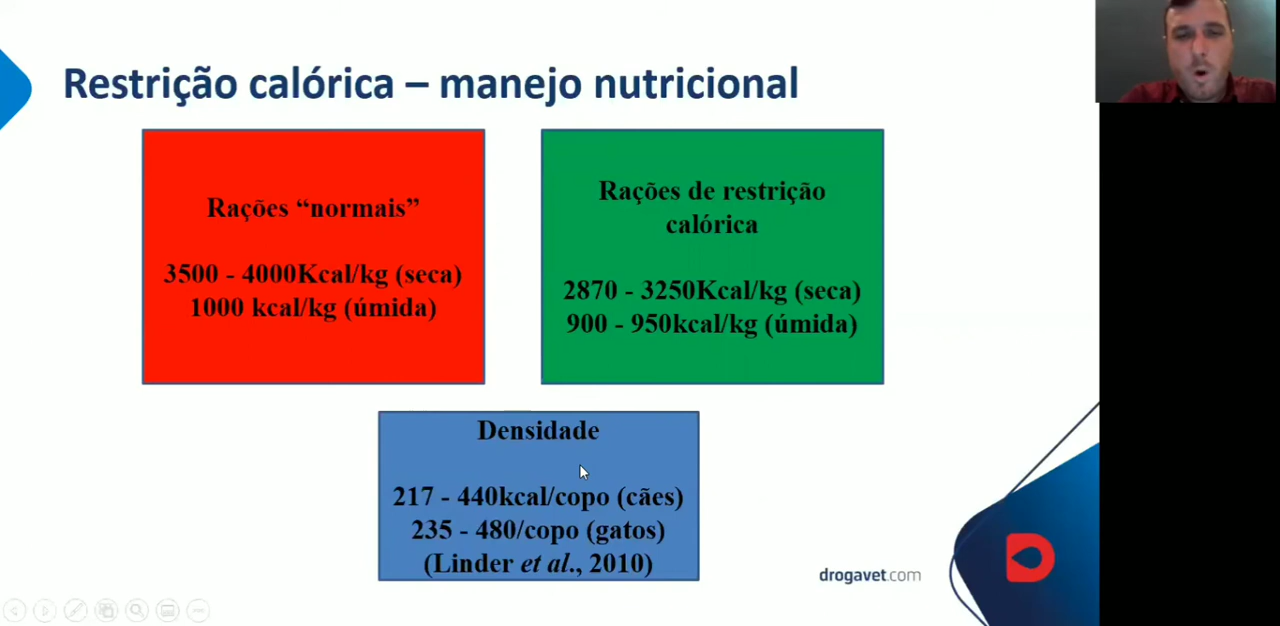 Restrição calórica – manejo nutricional
Rações “normais”
3500 - 4000Kcal/kg (seca)
1000 kcal/kg (úmida)
Rações de restrição
calórica
2870 - 3250Kcal/kg (seca)
900 - 950kcal/kg (úmida)
Densidade
217 - 440kcal/copo (cães)
235 - 480/copo (gatos)
(Linder et al., 2010)
drogavet.com